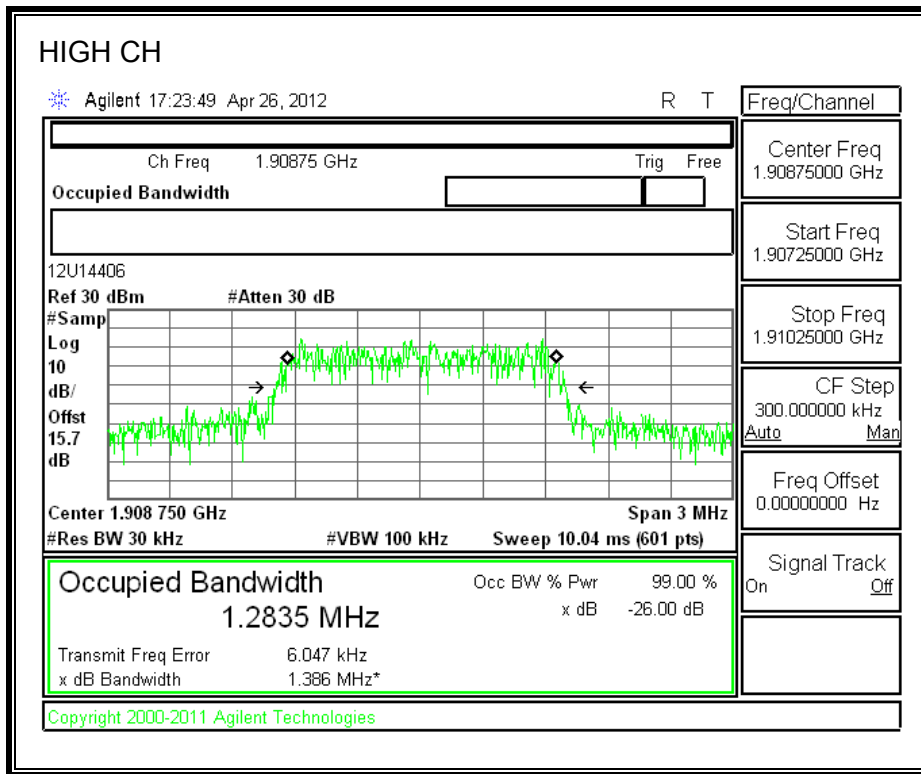 HIGH CH
Agilent 17:23:49 Apr 26, 2012 R T
Freq/Channel
Ch Freq 1.90875 GHz Trig Free
Occupied Bandwidth
12U14406
Ref 30 dBm #Atten 30 dB
#Samp
Log
10
dB/
Offst
15.7
dB
Center 1.908 750 GHz Span 3 MHz
#Res BW 30 kHz #VBW 100 kHz Sweep 10.04 ms (601 pts)
Occupied Bandwidth
1.2835 MHz
Occ BW % Pwr 99.00 %
x dB -26.00 dB
Transmit Freq Error 6.047 kHz
x dB Bandwidth 1.386 MHz*
Center Freq
1.90875000 GHz
Start Freq
1.90725000 GHz
Stop Freq
1.91025000 GHz
CF Step
300.000000 kHz
Auto Man
Freq Offset
0.00000000 Hz
Signal Track
On Off
Copyright 2000-2011 Agilent Technologies